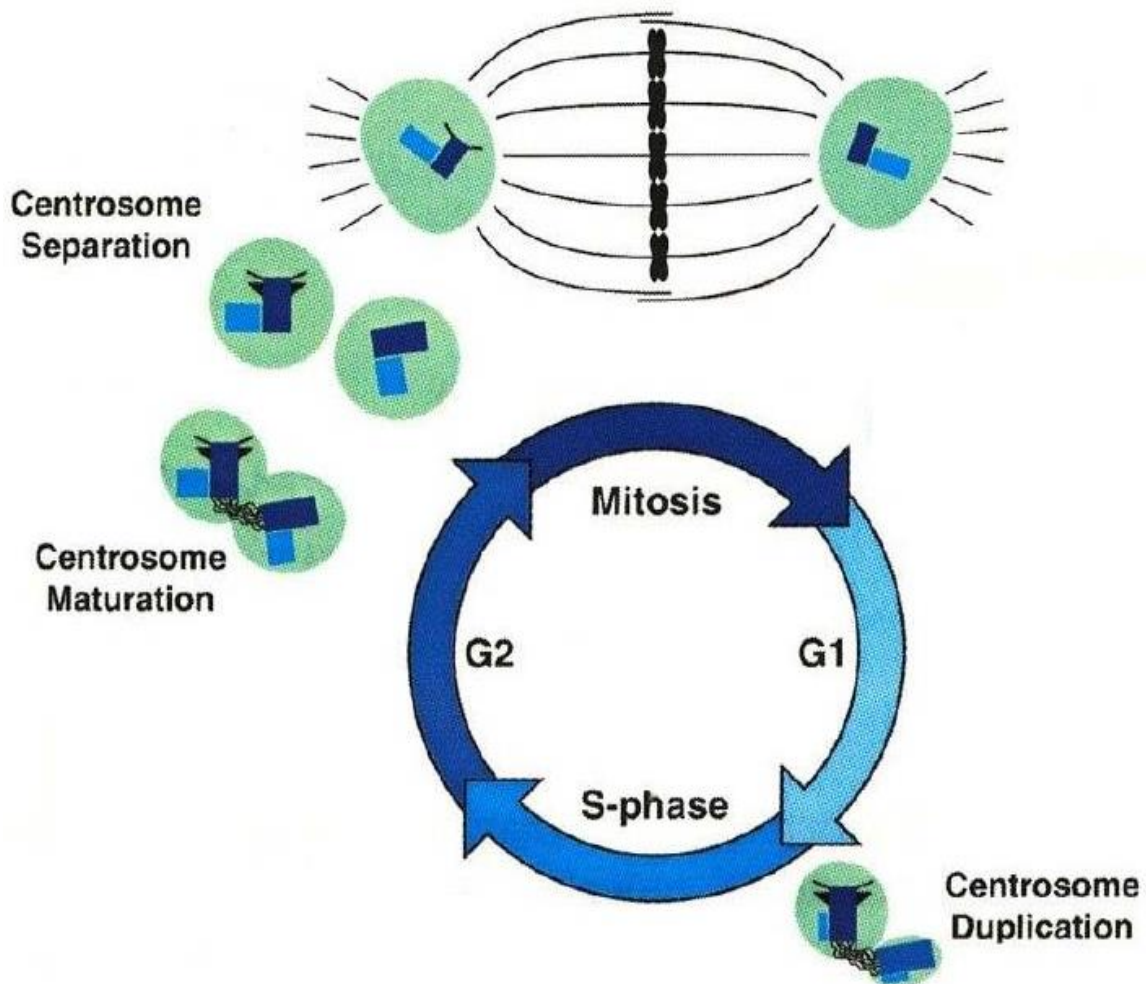 Centrosome
Separation
Centrosome
Maturation
Mitosis
G2
G1
S-phase
Centrosome
Duplication